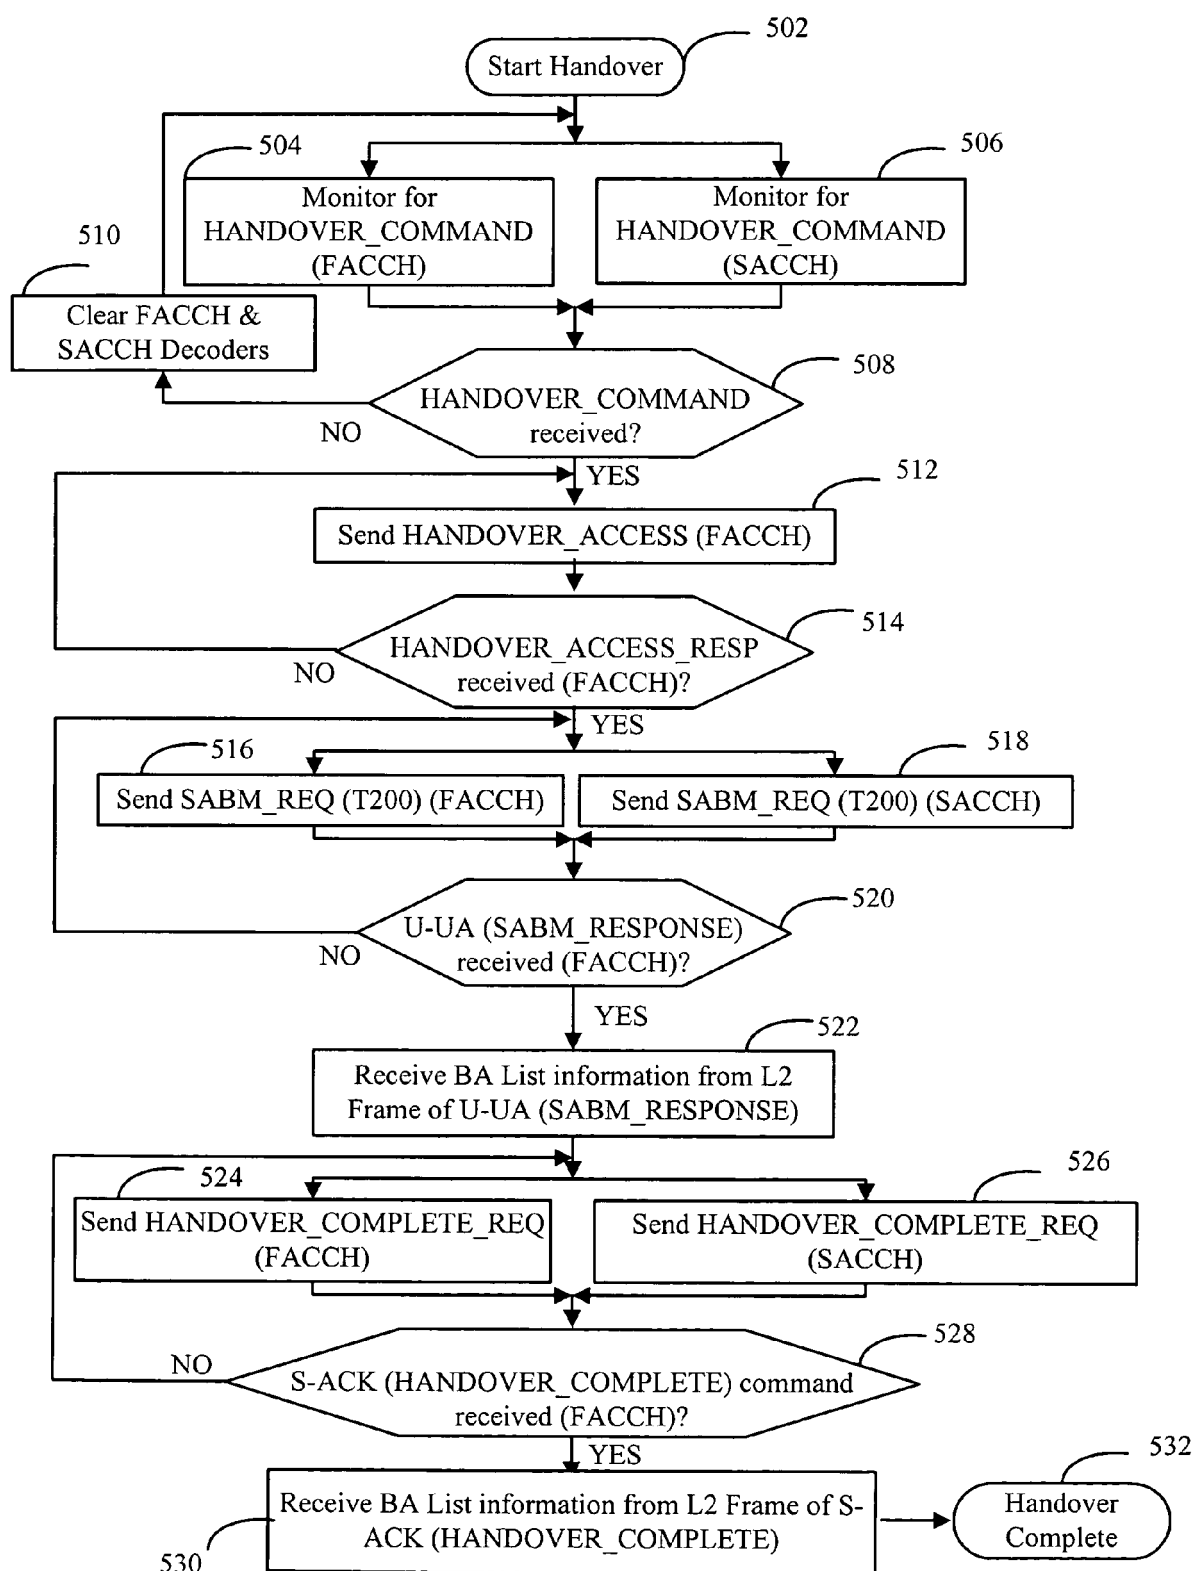 502
Start Handover
504
506
Monitor for
HANDOVER_COMMAND
(FACCH)
Monitor for
HANDOVER_COMMAND
(SACCH)
510
Clear FACCH &
SACCH Decoders
508
HANDOVER_COMMAND
received?
NO
YES
512
Send HANDOVER_ACCESS (FACCH)
514
HANDOVER_ACCESS_RESP
received (FACCH)?
NO
YES
516
518
Send SABM_REQ (T200) (FACCH)
Send SABM_REQ (T200) (SACCH)
520
U-UA (SABM_RESPONSE)
received (FACCH)?
NO
YES
522
Receive BA List information from L2
Frame of U-UA (SABM_RESPONSE)
524
526
Send HANDOVER_COMPLETE_REQ
(FACCH)
Send HANDOVER_COMPLETE_REQ
(SACCH)
528
NO
S-ACK (HANDOVER_COMPLETE) command
received (FACCH)?
YES
532
Receive BA List information from L2 Frame of S-
ACK (HANDOVER_COMPLETE)
Handover
Complete
530